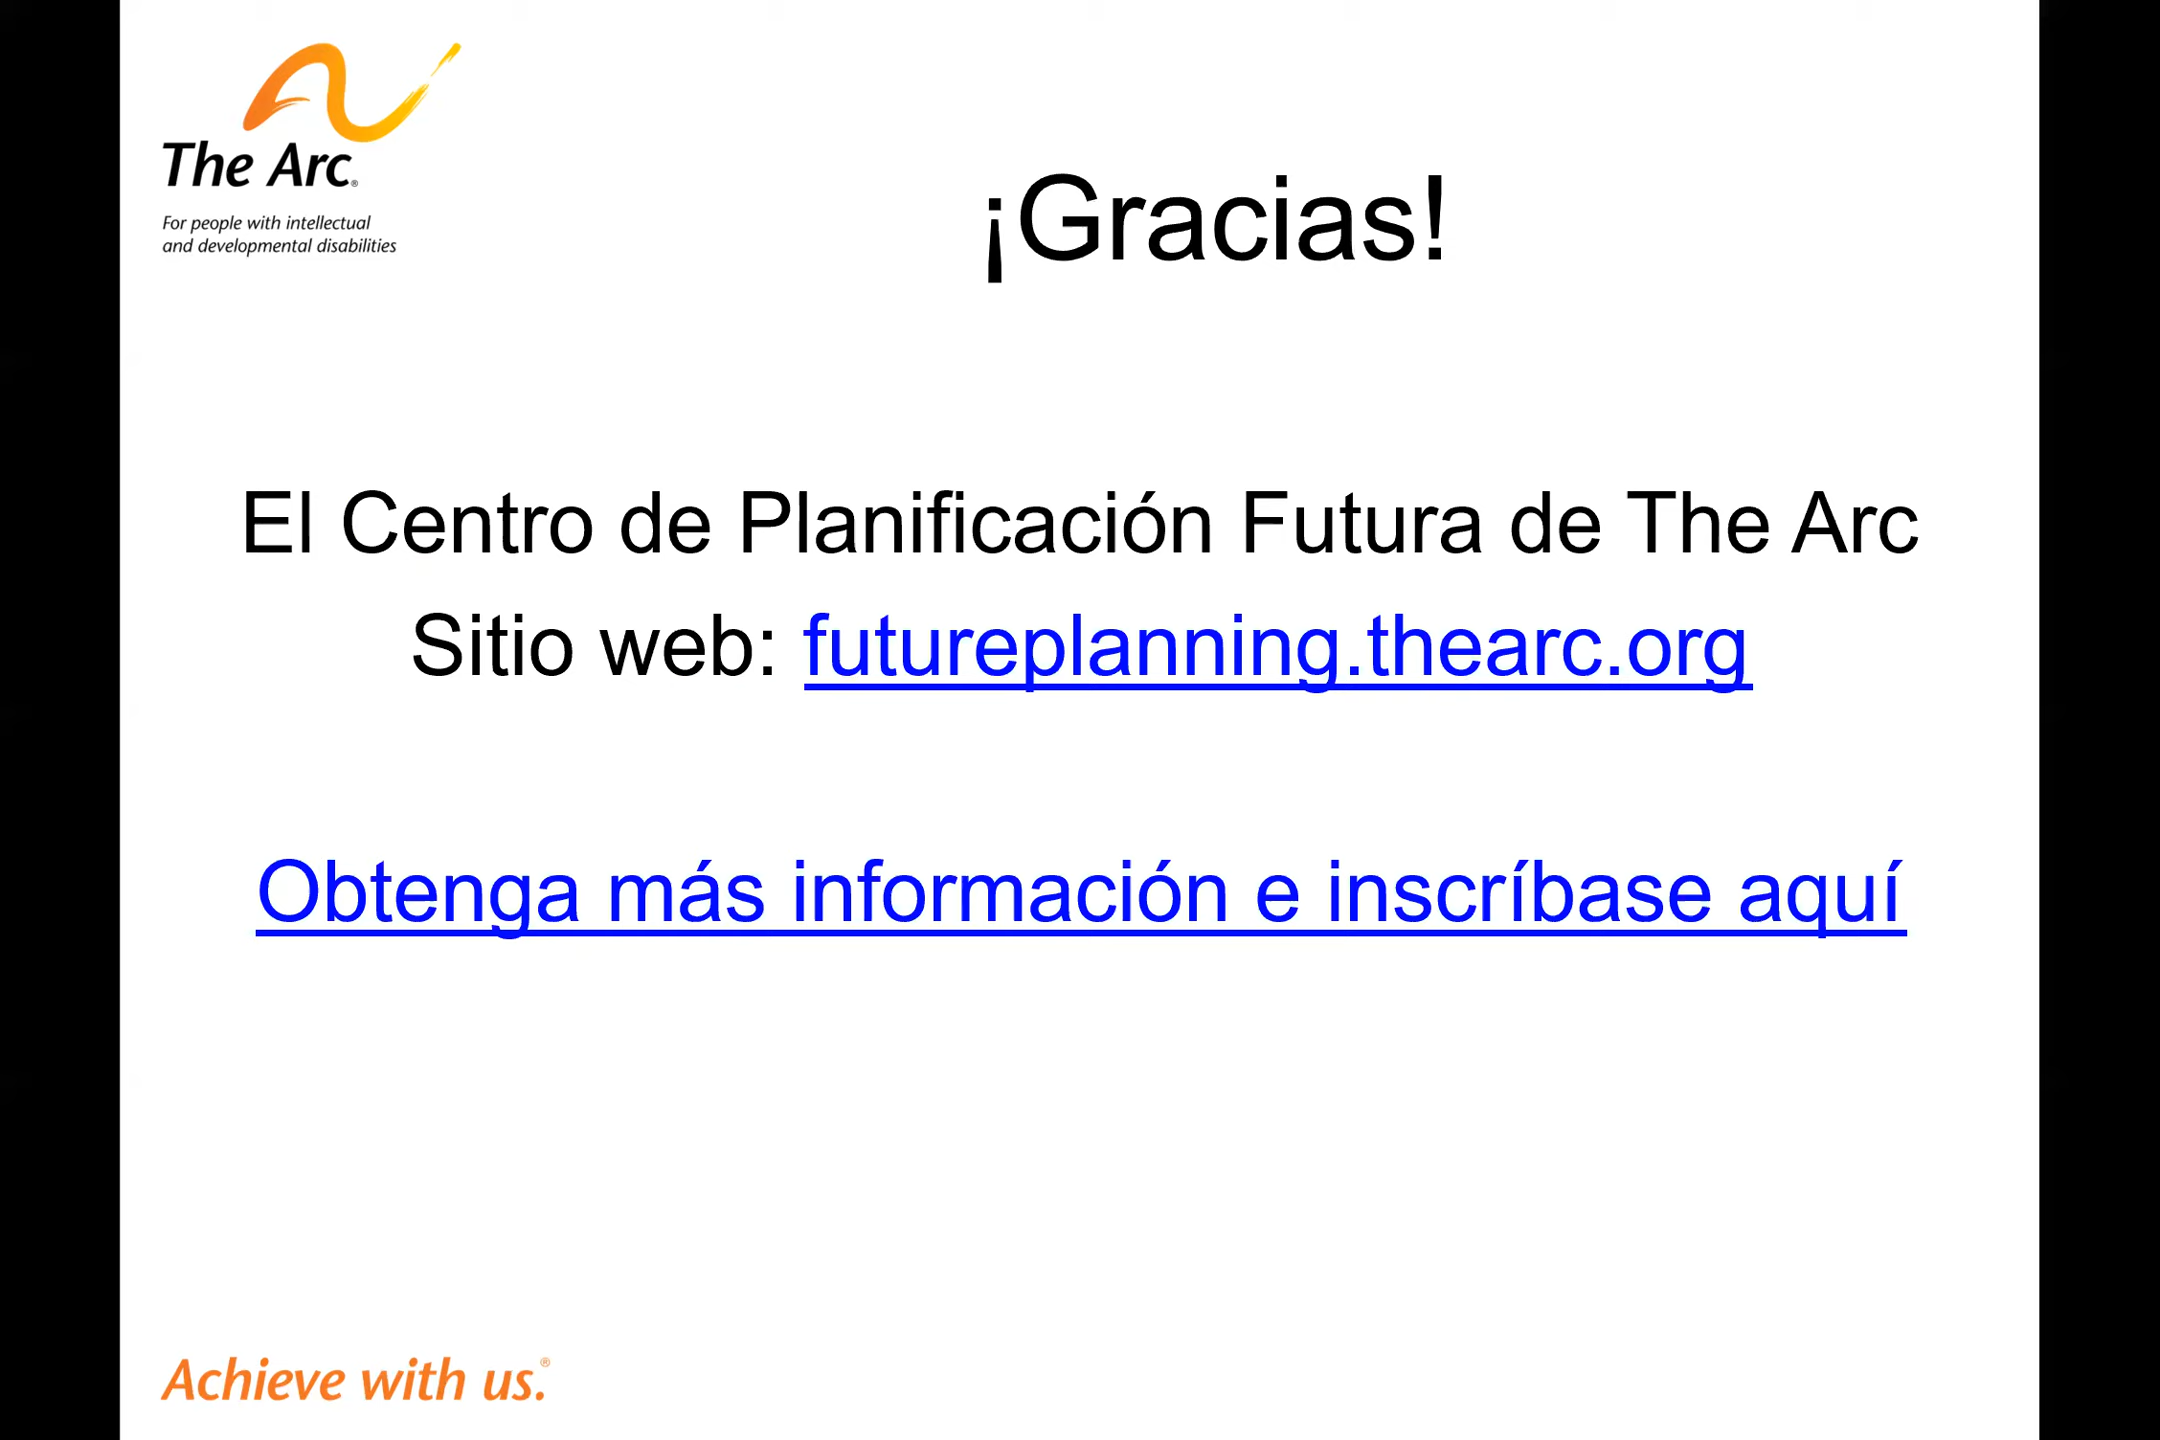 The Arc®
For people with intellectual
and developmental disabilities
¡Gracias!
El Centro de Planificación Futura de The Arc
Sitio web: futureplanning.thearc.org
Obtenga más información e inscríbase aquí
Achieve with us.®